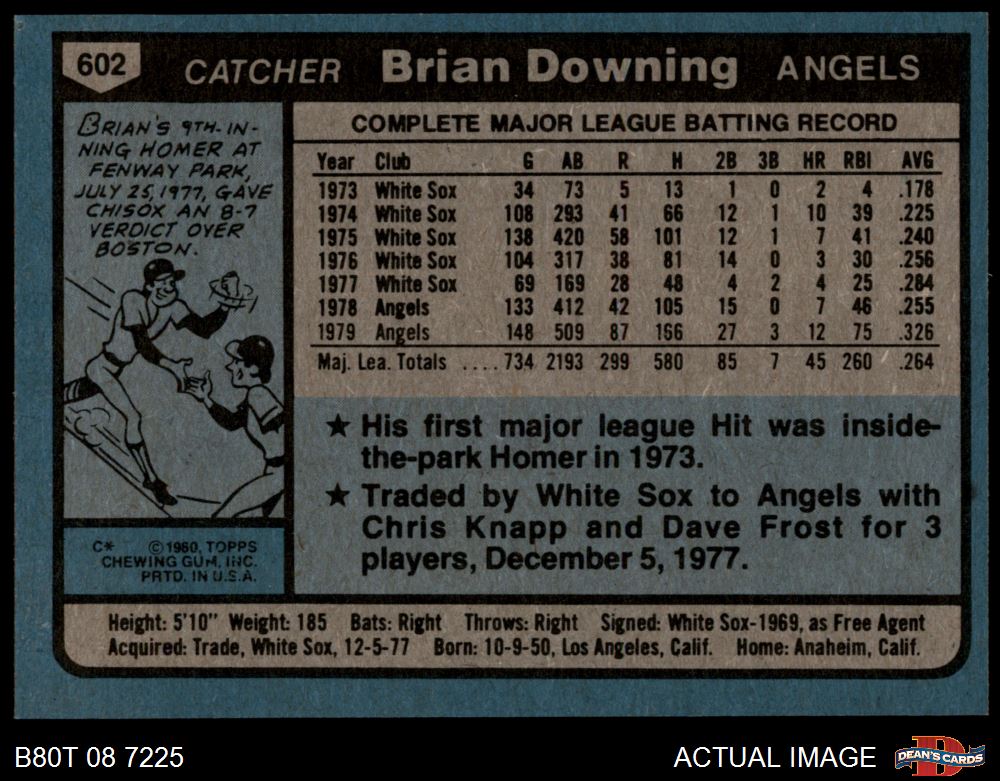 602 CATCHER Brian Downing ANGELS
BRIAN'S 9TH-IN-
NING HOMER AT
FENWAY PARK,
JULY 25, 1977, GAVE
CHISOX AN 8-7
VERDICT OVER
BOSTON.
C* ©1980, TOPPS
CHEWING GUM, INC.
PRTD. IN U.S.A.
COMPLETE MAJOR LEAGUE BATTING RECORD
Year Club G AB R H 2B 3B HR RBI AVG
1973 White Sox 34 73 5 13 1 0 2 4 .178
1974 White Sox 108 293 41 66 12 1 10 39 .225
1975 White Sox 138 420 58 101 12 1 7 41 .240
1976 White Sox 104 317 38 81 14 0 3 30 .256
1977 White Sox 69 169 28 48 4 2 4 25 .284
1978 Angels 133 412 42 105 15 0 7 46 .255
1979 Angels 148 509 87 166 27 3 12 75 .326
Maj. Lea. Totals .... 734 2193 299 580 85 7 45 260 .264
★ His first major league Hit was inside-
the-park Homer in 1973.
★ Traded by White Sox to Angels with
Chris Knapp and Dave Frost for 3
players, December 5, 1977.
Height: 5'10" Weight: 185 Bats: Right Throws: Right Signed: White Sox-1969, as Free Agent
Acquired: Trade, White Sox, 12-5-77 Born: 10-9-50, Los Angeles, Calif. Home: Anaheim, Calif.
B80T 08 7225 ACTUAL IMAGE D DEAN'S CARDS